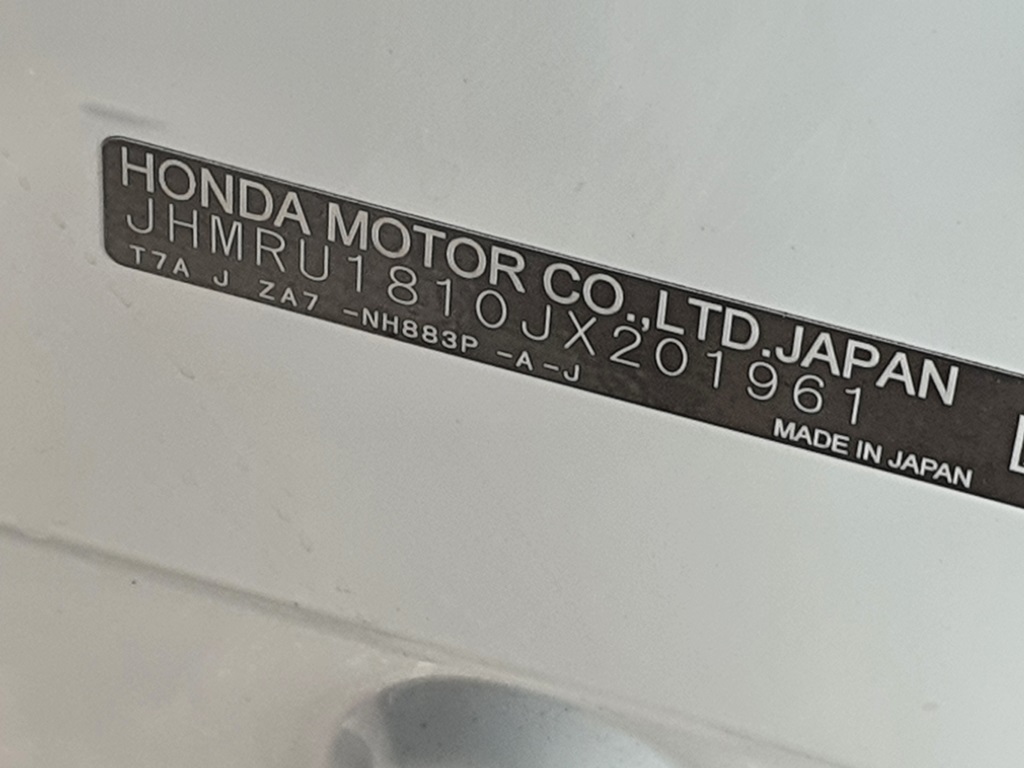 HONDA MOTOR CO.,LTD.JAPAN
JHMRU1810JX201961
T7A J ZA7 -NH883P -A-J
MADE IN JAPAN